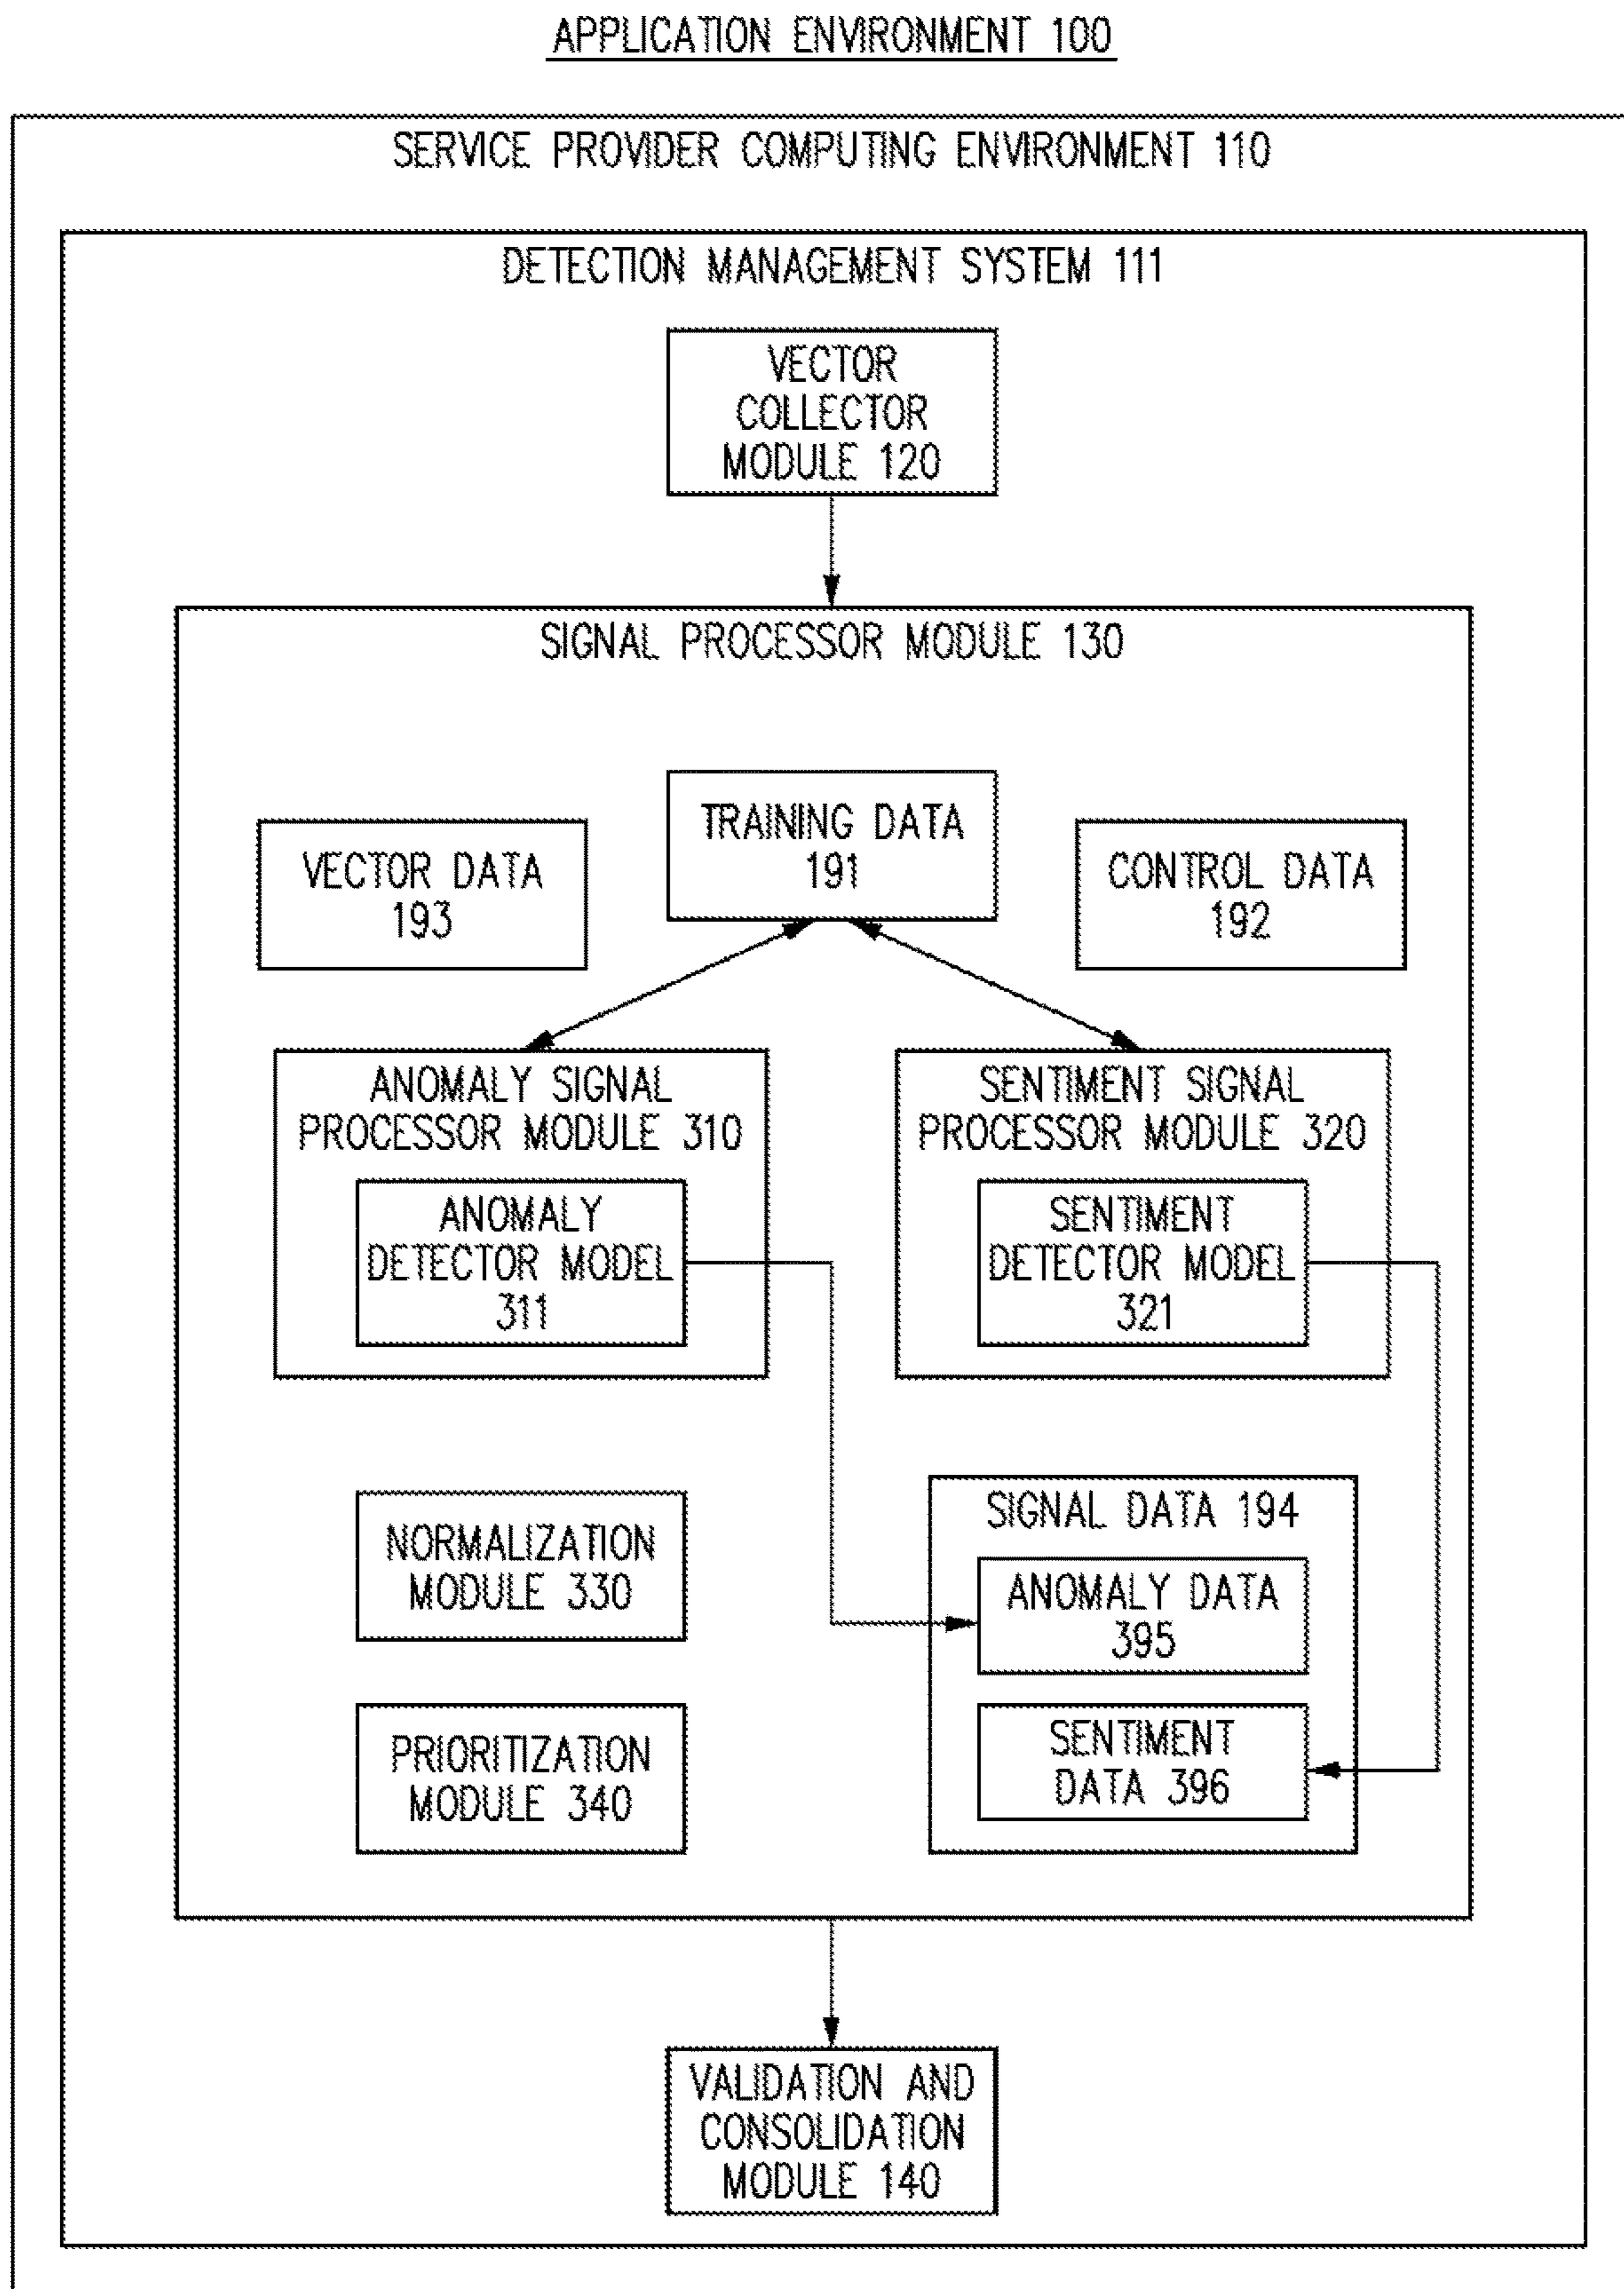 APPLICATION ENVIRONMENT 100
SERVICE PROVIDER COMPUTING ENVIRONMENT 110
DETECTION MANAGEMENT SYSTEM 111
VECTOR
COLLECTOR
MODULE 120
SIGNAL PROCESSOR MODULE 130
VECTOR DATA
193
TRAINING DATA
191
CONTROL DATA
192
ANOMALY SIGNAL
PROCESSOR MODULE 310
ANOMALY
DETECTOR MODEL
311
SENTIMENT SIGNAL
PROCESSOR MODULE 320
SENTIMENT
DETECTOR MODEL
321
NORMALIZATION
MODULE 330
PRIORITIZATION
MODULE 340
SIGNAL DATA 194
ANOMALY DATA
395
SENTIMENT
DATA 396
VALIDATION AND
CONSOLIDATION
MODULE 140